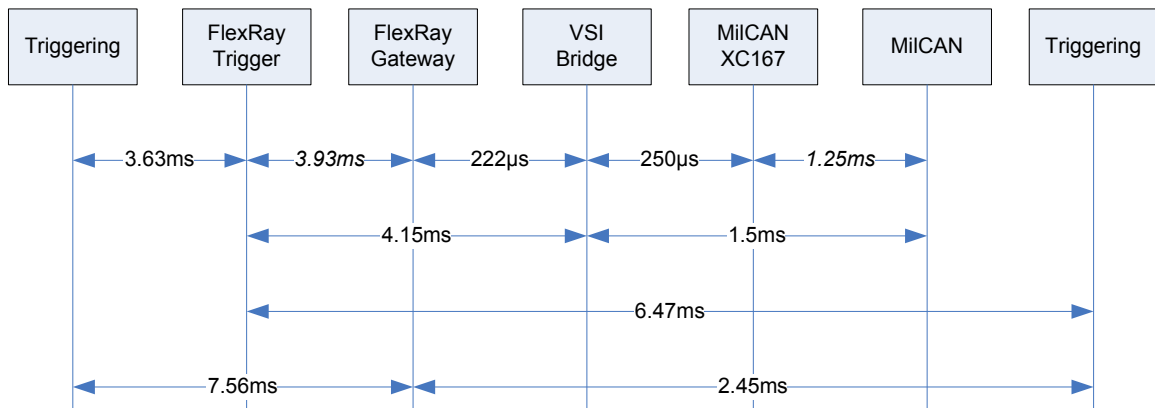 Triggering
FlexRay
Trigger
FlexRay
Gateway
VSI
Bridge
MilCAN
XC167
MilCAN
Triggering
3.63ms
3.93ms
222µs
250µs
1.25ms
4.15ms
1.5ms
6.47ms
7.56ms
2.45ms